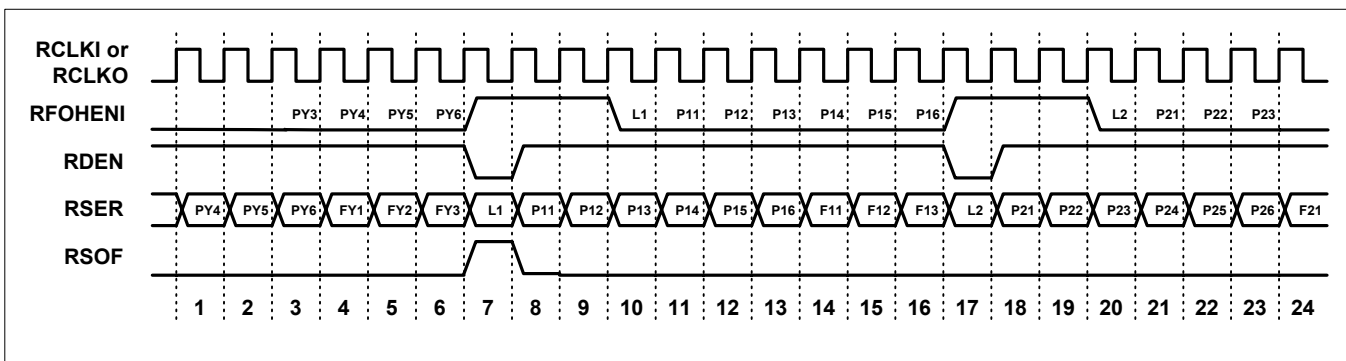 RCLKI or
RCLKO
RFOHENI PY3 PY4 PY5 PY6 L1 P11 P12 P13 P14 P15 P16 L2 P21 P22 P23
RDEN
RSER PY4 PY5 PY6 FY1 FY2 FY3 L1 P11 P12 P13 P14 P15 P16 F11 F12 F13 L2 P21 P22 P23 P24 P25 P26 F21
RSOF
1 2 3 4 5 6 7 8 9 10 11 12 13 14 15 16 17 18 19 20 21 22 23 24